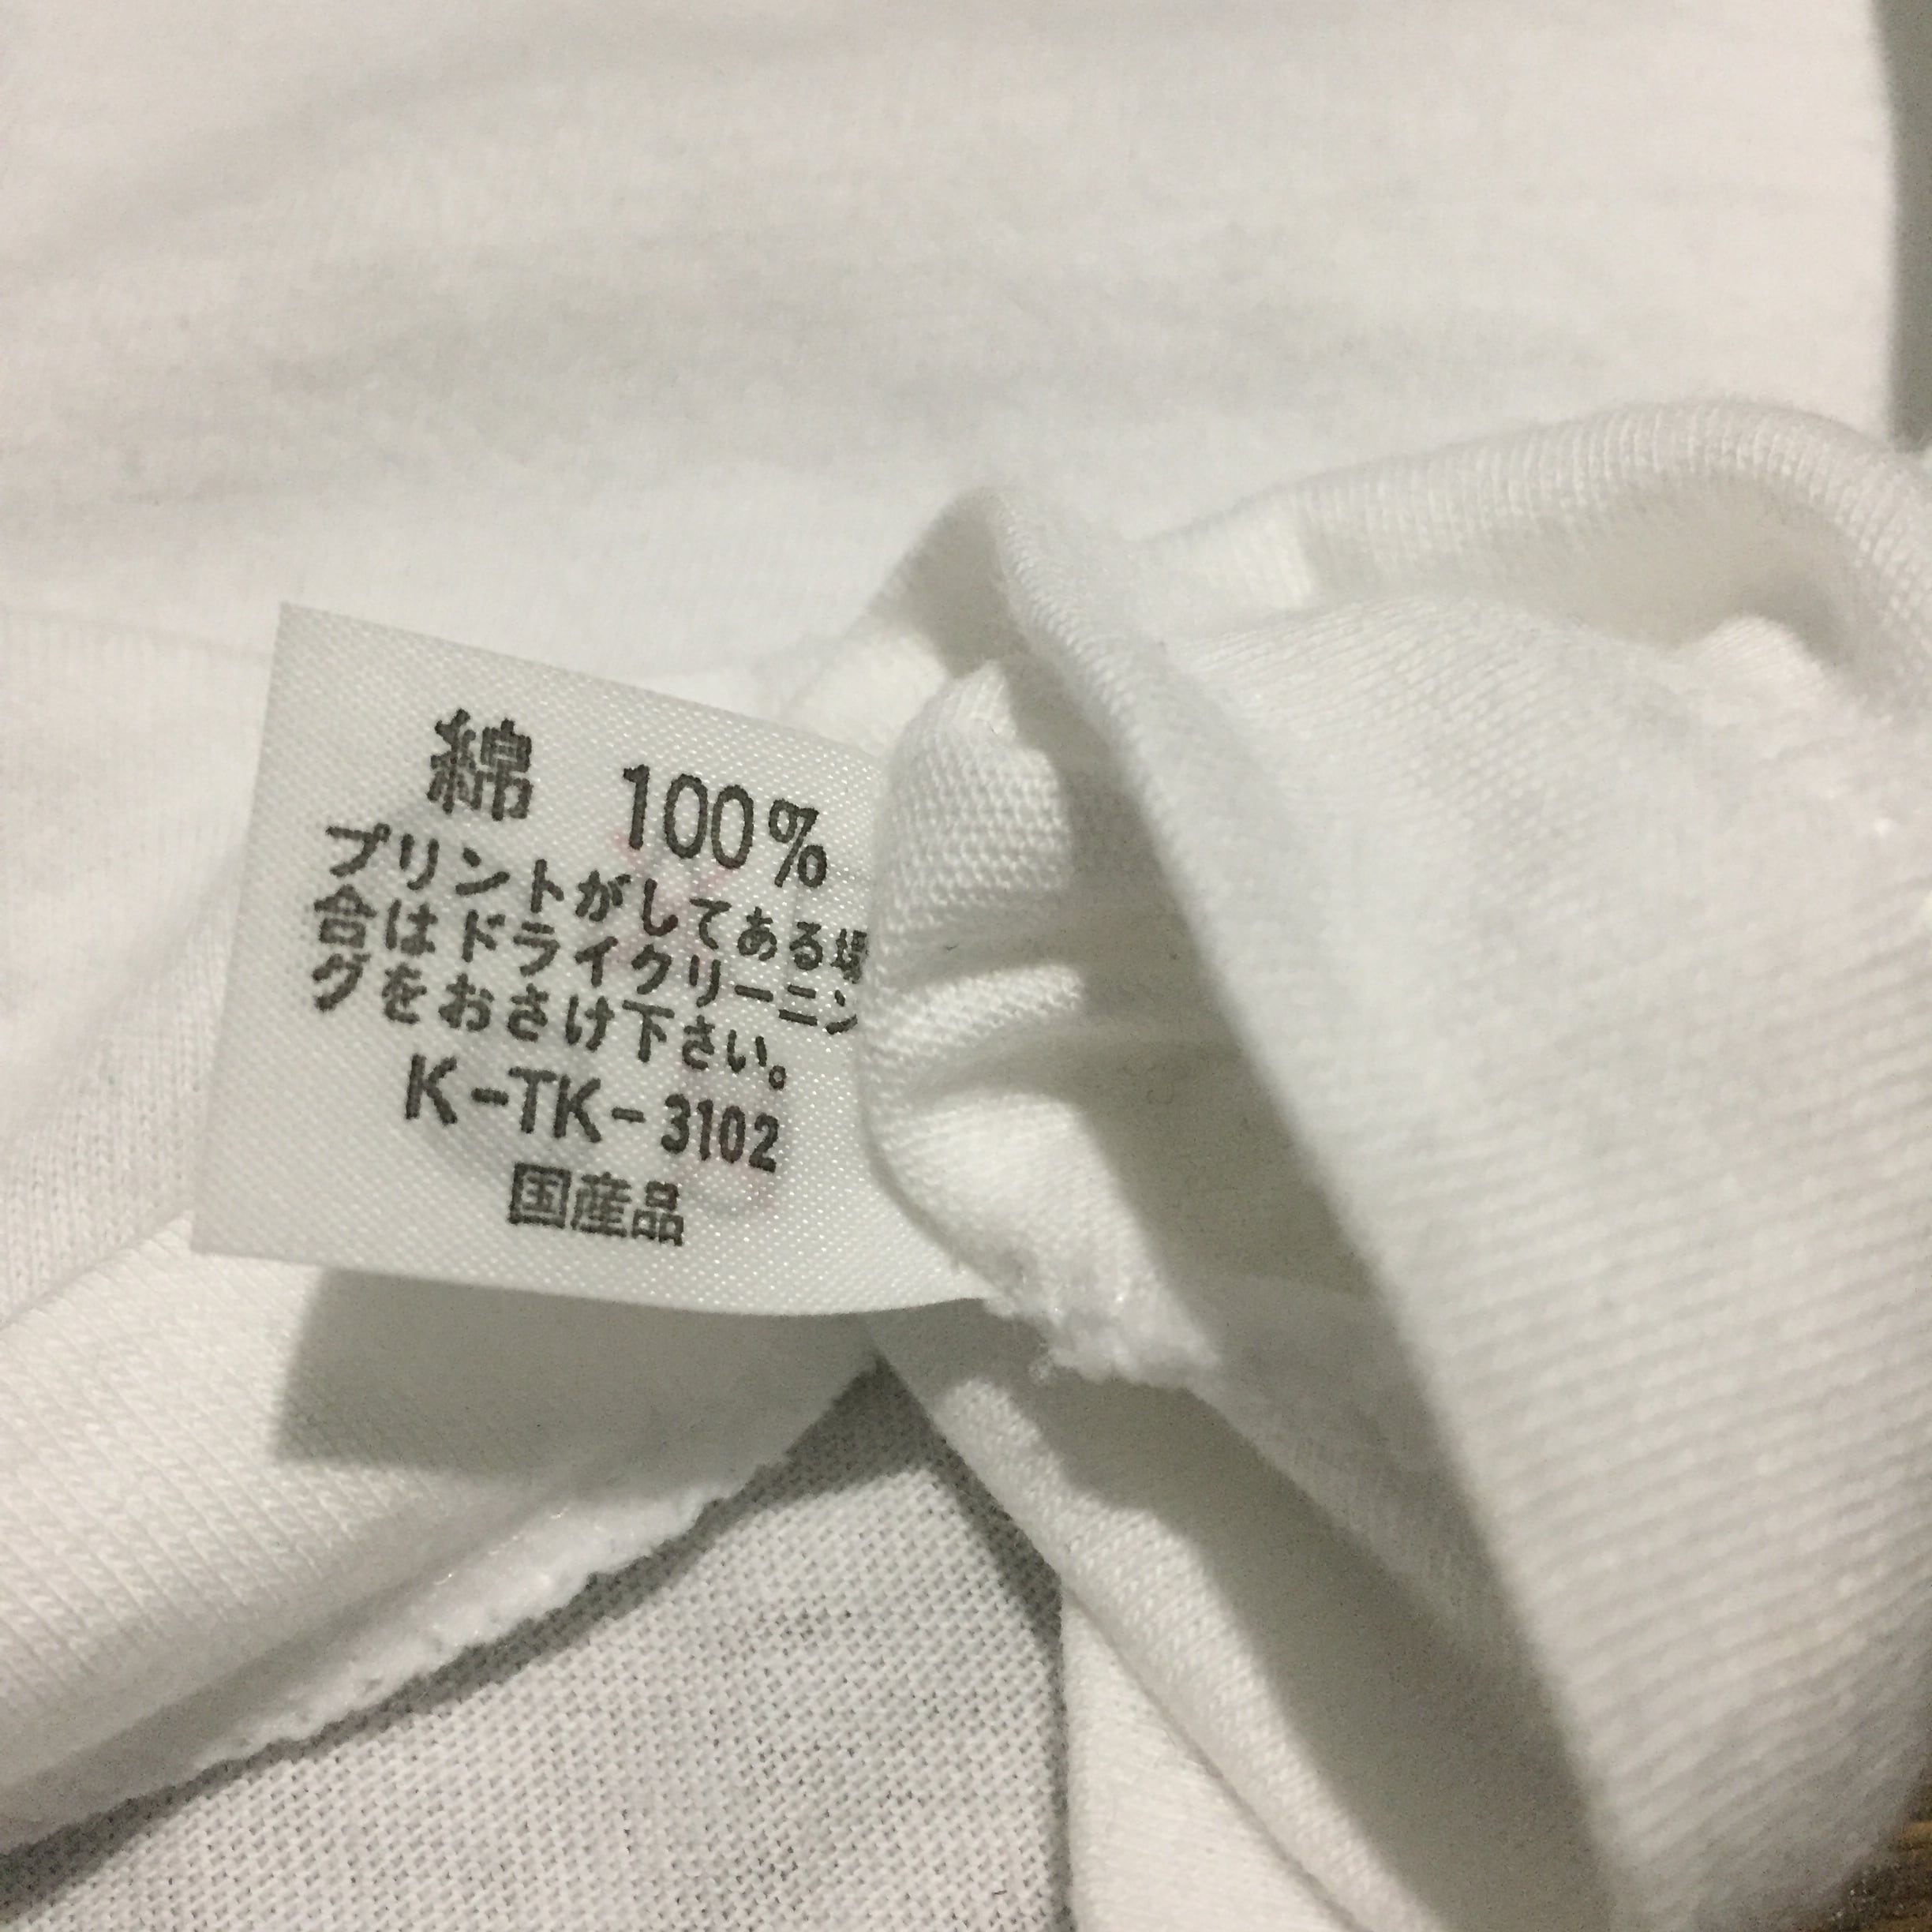 綿 100%
プリントがしてある場
合はドライクリーニン
グをおさけ下さい。
K-TK-3102
国産品